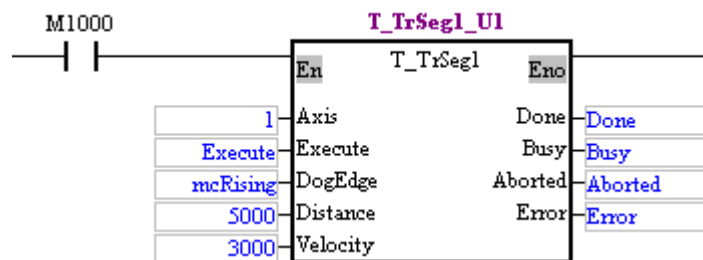 M1000 T_TrSeg1_U1
En T_TrSeg1 Eno
1 Axis Done Done
Execute Execute Busy Busy
mcRising DogEdge Aborted Aborted
5000 Distance Error Error
3000 Velocity